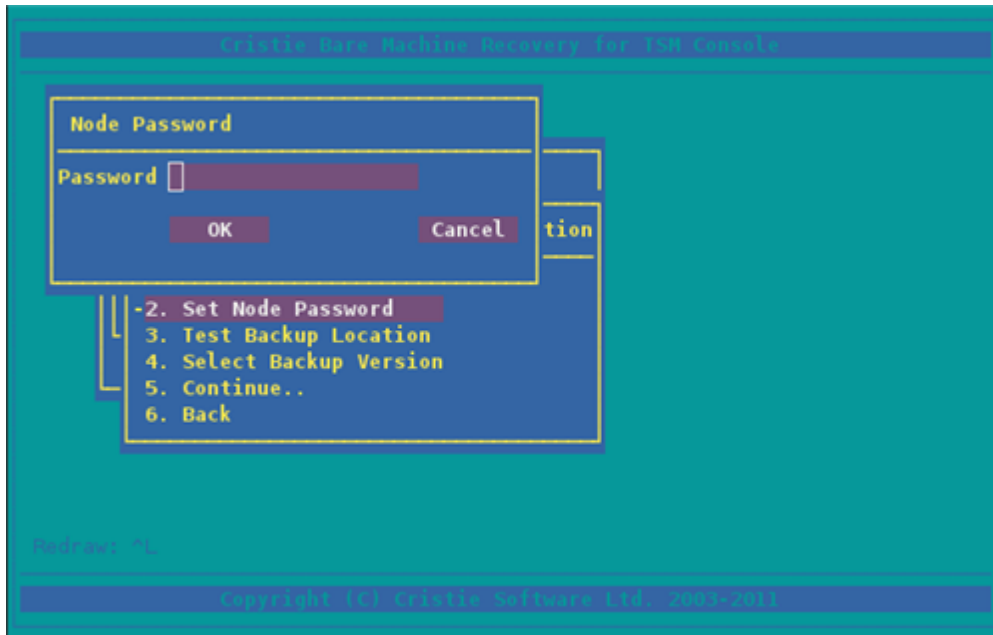 Cristie Bare Machine Recovery for TSM Console
Node Password
Password
OK Cancel
tion
-2. Set Node Password
3. Test Backup Location
4. Select Backup Version
5. Continue..
6. Back
Redraw: ^L
Copyright (C) Cristie Software Ltd. 2003-2011